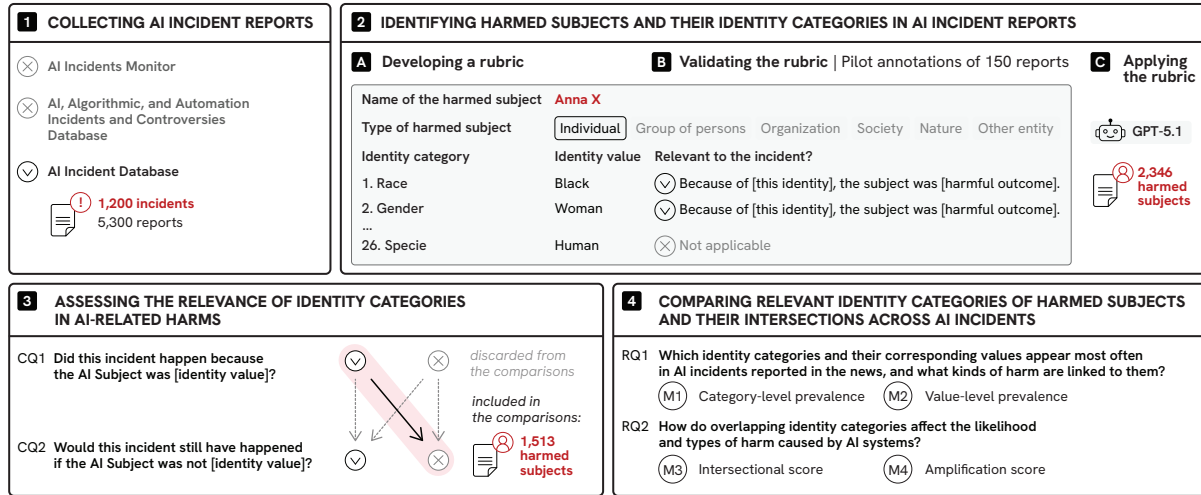 1 COLLECTING AI INCIDENT REPORTS
AI Incidents Monitor
AI, Algorithmic, and Automation
Incidents and Controversies
Database
AI Incident Database
1,200 incidents
5,300 reports
2 IDENTIFYING HARMED SUBJECTS AND THEIR IDENTITY CATEGORIES IN AI INCIDENT REPORTS
A Developing a rubric
B Validating the rubric | Pilot annotations of 150 reports
Name of the harmed subject Anna X
Type of harmed subject Individual Group of persons Organization Society Nature Other entity
Identity category Identity value Relevant to the incident?
1. Race Black Because of [this identity], the subject was [harmful outcome].
2. Gender Woman Because of [this identity], the subject was [harmful outcome].
...
26. Specie Human Not applicable
C Applying
the rubric
GPT-5.1
2,346
harmed
subjects
3 ASSESSING THE RELEVANCE OF IDENTITY CATEGORIES
IN AI-RELATED HARMS
CQ1 Did this incident happen because
the AI Subject was [identity value]?
discarded from
the comparisons
included in
the comparisons:
1,513
harmed
subjects
CQ2 Would this incident still have happened
if the AI Subject was not [identity value]?
4 COMPARING RELEVANT IDENTITY CATEGORIES OF HARMED SUBJECTS
AND THEIR INTERSECTIONS ACROSS AI INCIDENTS
RQ1 Which identity categories and their corresponding values appear most often
in AI incidents reported in the news, and what kinds of harm are linked to them?
M1 Category-level prevalence M2 Value-level prevalence
RQ2 How do overlapping identity categories affect the likelihood
and types of harm caused by AI systems?
M3 Intersectional score M4 Amplification score